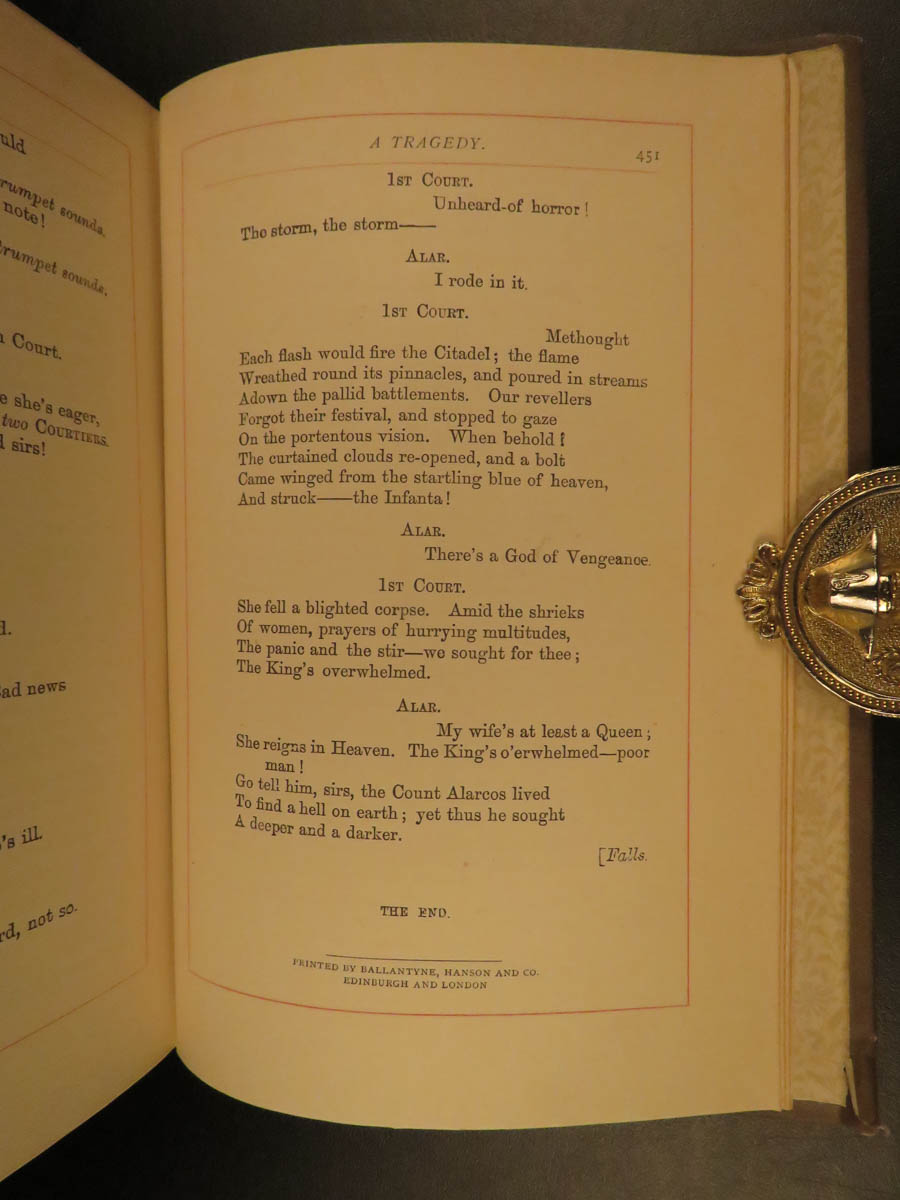 uld
rumpet sounds.
note!
rumpet sounds.
Court.
e she's eager,
two COURTIERS.
sirs!
d.
ad news
's ill.
rd, not so.
A TRAGEDY.
451
1ST COURT.
Unheard-of horror!
The storm, the storm——
ALAR.
I rode in it.
1ST COURT.
Methought
Each flash would fire the Citadel; the flame
Wreathed round its pinnacles, and poured in streams
Adown the pallid battlements. Our revellers
Forgot their festival, and stopped to gaze
On the portentous vision. When behold!
The curtained clouds re-opened, and a bolt
Came winged from the startling blue of heaven,
And struck——the Infanta!
ALAR.
There's a God of Vengeance.
1ST COURT.
She fell a blighted corpse. Amid the shrieks
Of women, prayers of hurrying multitudes,
The panic and the stir—we sought for thee;
The King's overwhelmed.
ALAR.
My wife's at least a Queen;
She reigns in Heaven. The King's o'erwhelmed—poor
man!
Go tell him, sirs, the Count Alarcos lived
To find a hell on earth; yet thus he sought
A deeper and a darker.
[Falls.
THE END.
PRINTED BY BALLANTYNE, HANSON AND CO.
EDINBURGH AND LONDON